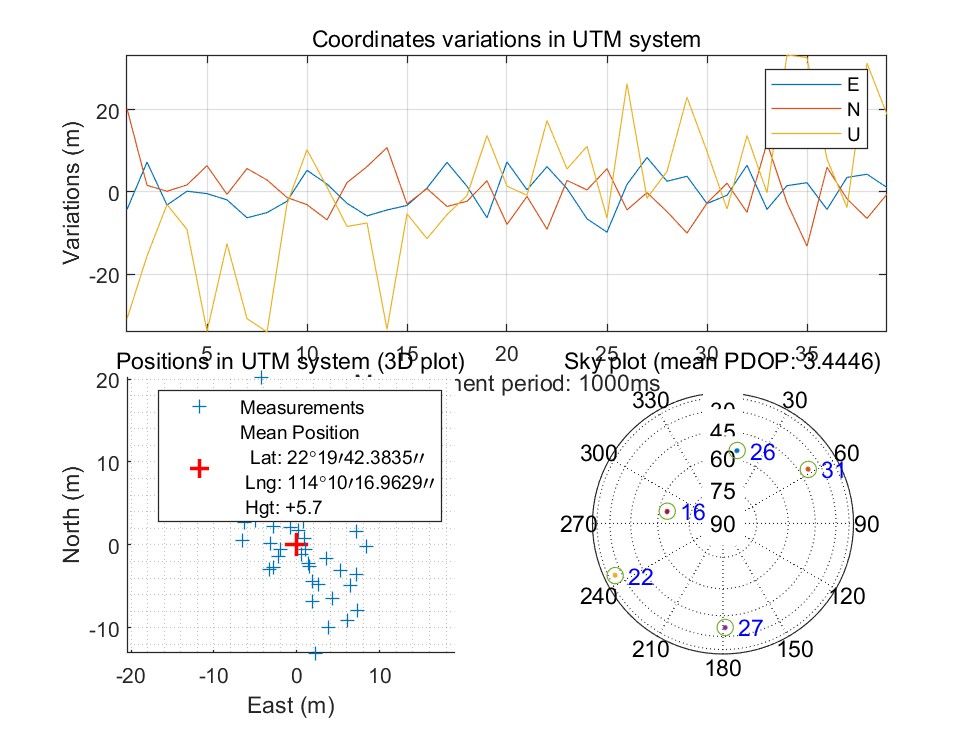 Coordinates variations in UTM system
Variations (m)
20
0
-20
E
N
U
5
10
15
20
25
30
35
nent period: 1000ms
Positions in UTM system (3D plot)
20
10
0
-10
-20
-10
0
10
North (m)
East (m)
Measurements
Mean Position
Lat: 22°19′42.3835′′
Lng: 114°10′16.9629′′
Hgt: +5.7
Sky plot (mean PDOP: 3.4446)
330
30
300
60
270
90
240
120
210
150
180
30
45
60
75
90
26
31
16
22
27